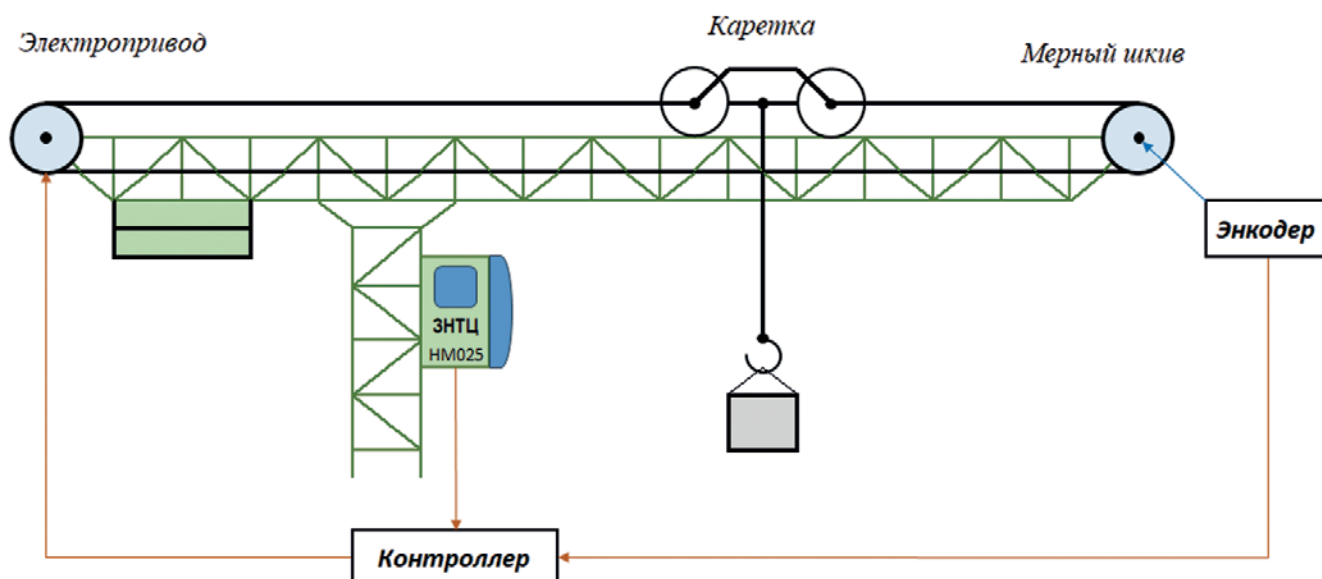 Электропривод
Каретка
Мерный шкив
Энкодер
ЗНТЦ
НМ025
Контроллер